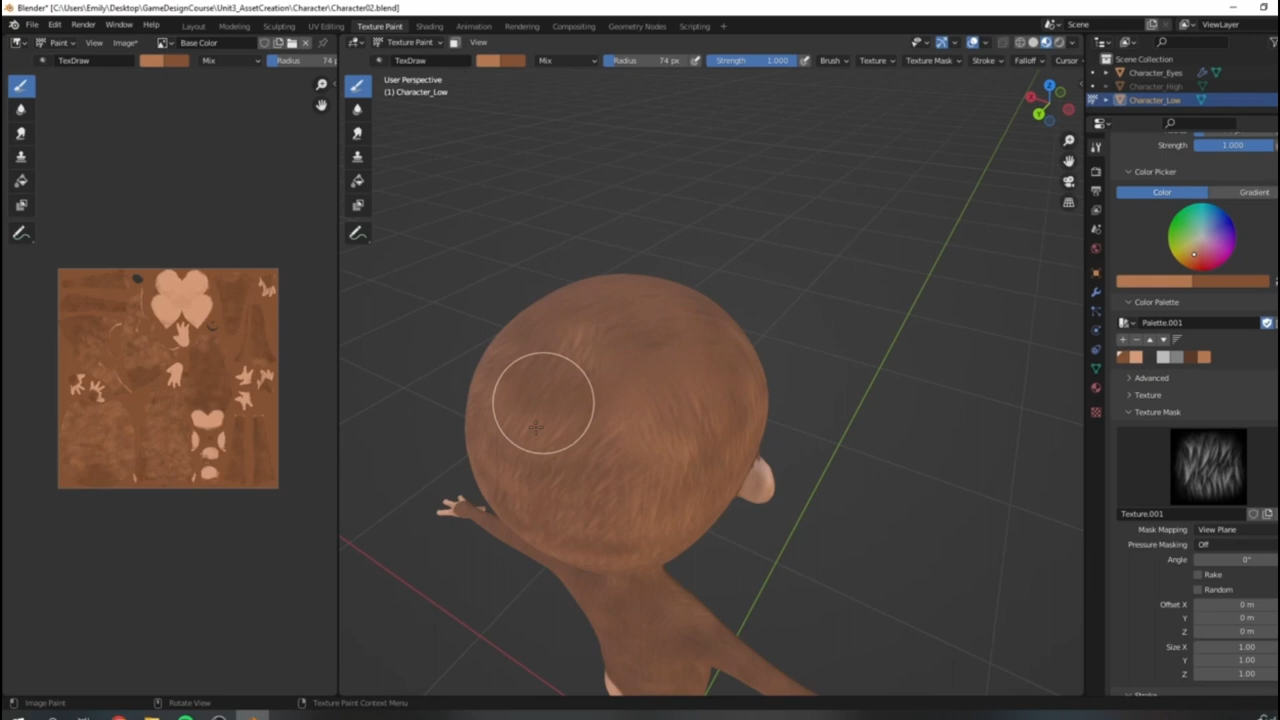 Blender* [C:\Users\Emily\Desktop\GameDesignCourse\Unit3_AssetCreation\Character\Character02.blend]
File Edit Render Window Help Layout Modeling Sculpting UV Editing Texture Paint Shading Animation Rendering Compositing Geometry Nodes Scripting + Scene ViewLayer
Paint View Image* Base Color Texture Paint View
TexDraw Mix Radius 74 p TexDraw Mix Radius 74 px Strength 1.000 Brush Texture Texture Mask Stroke Falloff Cursor
User Perspective
(1) Character_Low
X
Y
Z
Scene Collection
Character_Eyes
Character_High
Character_Low
Strength 1.000
Color Picker
Color Gradient
Color Palette
Palette.001
Advanced
Texture
Texture Mask
Texture.001
Mask Mapping View Plane
Pressure Masking Off
Angle 0°
Rake
Random
Offset X 0 m
Y 0 m
Z 0 m
Size X 1.00
Y 1.00
Z 1.00
Image Paint Rotate View Texture Paint Context Menu